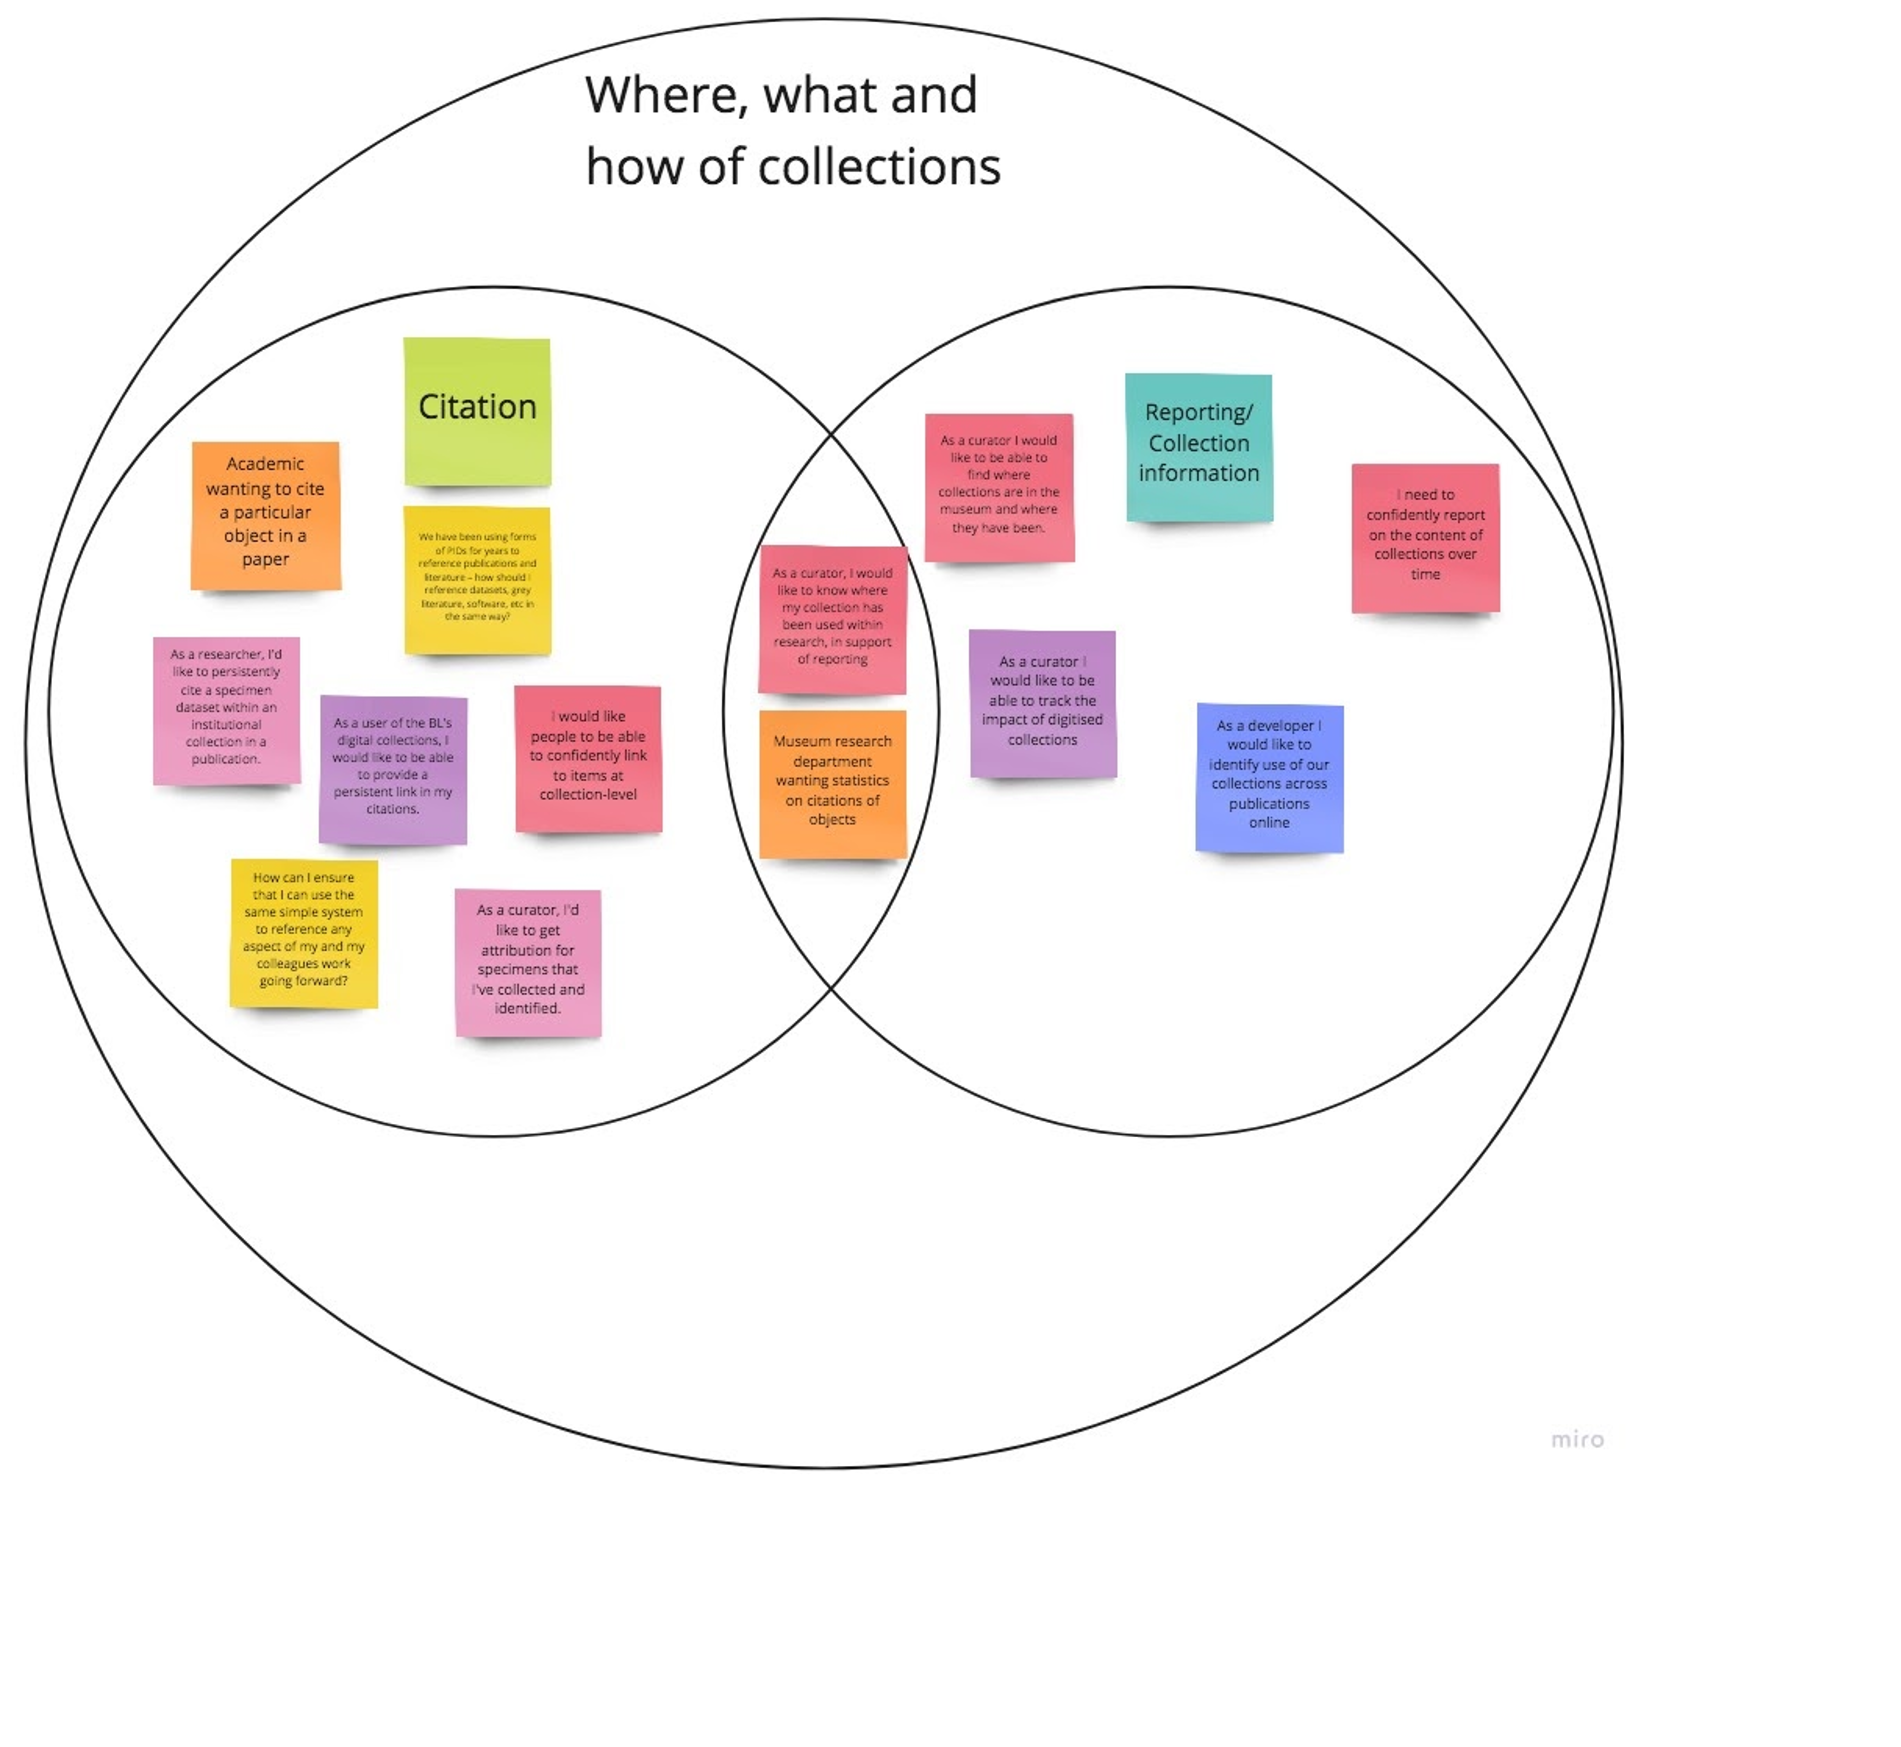 Where, what and
how of collections
Citation
Academic
wanting to cite
a particular
object in a
paper
We have been using forms
of PIDs for years to
reference publications and
literature – how should I
reference datasets, grey
literature, software, etc in
the same way?
As a researcher, I'd
like to persistently
cite a specimen
dataset within an
institutional
collection in a
publication.
As a user of the BL's
digital collections, I
would like to be able
to provide a
persistent link in my
citations.
I would like
people to be able
to confidently link
to items at
collection-level
How can I ensure
that I can use the
same simple system
to reference any
aspect of my and my
colleagues work
going forward?
As a curator, I'd
like to get
attribution for
specimens that
I've collected and
identified.
As a curator, I would
like to know where
my collection has
been used within
research, in support
of reporting
Museum research
department
wanting statistics
on citations of
objects
As a curator I would
like to be able to
find where
collections are in the
museum and where
they have been.
Reporting/
Collection
information
I need to
confidently report
on the content of
collections over
time
As a curator I
would like to be
able to track the
impact of digitised
collections
As a developer I
would like to
identify use of our
collections across
publications
online
miro